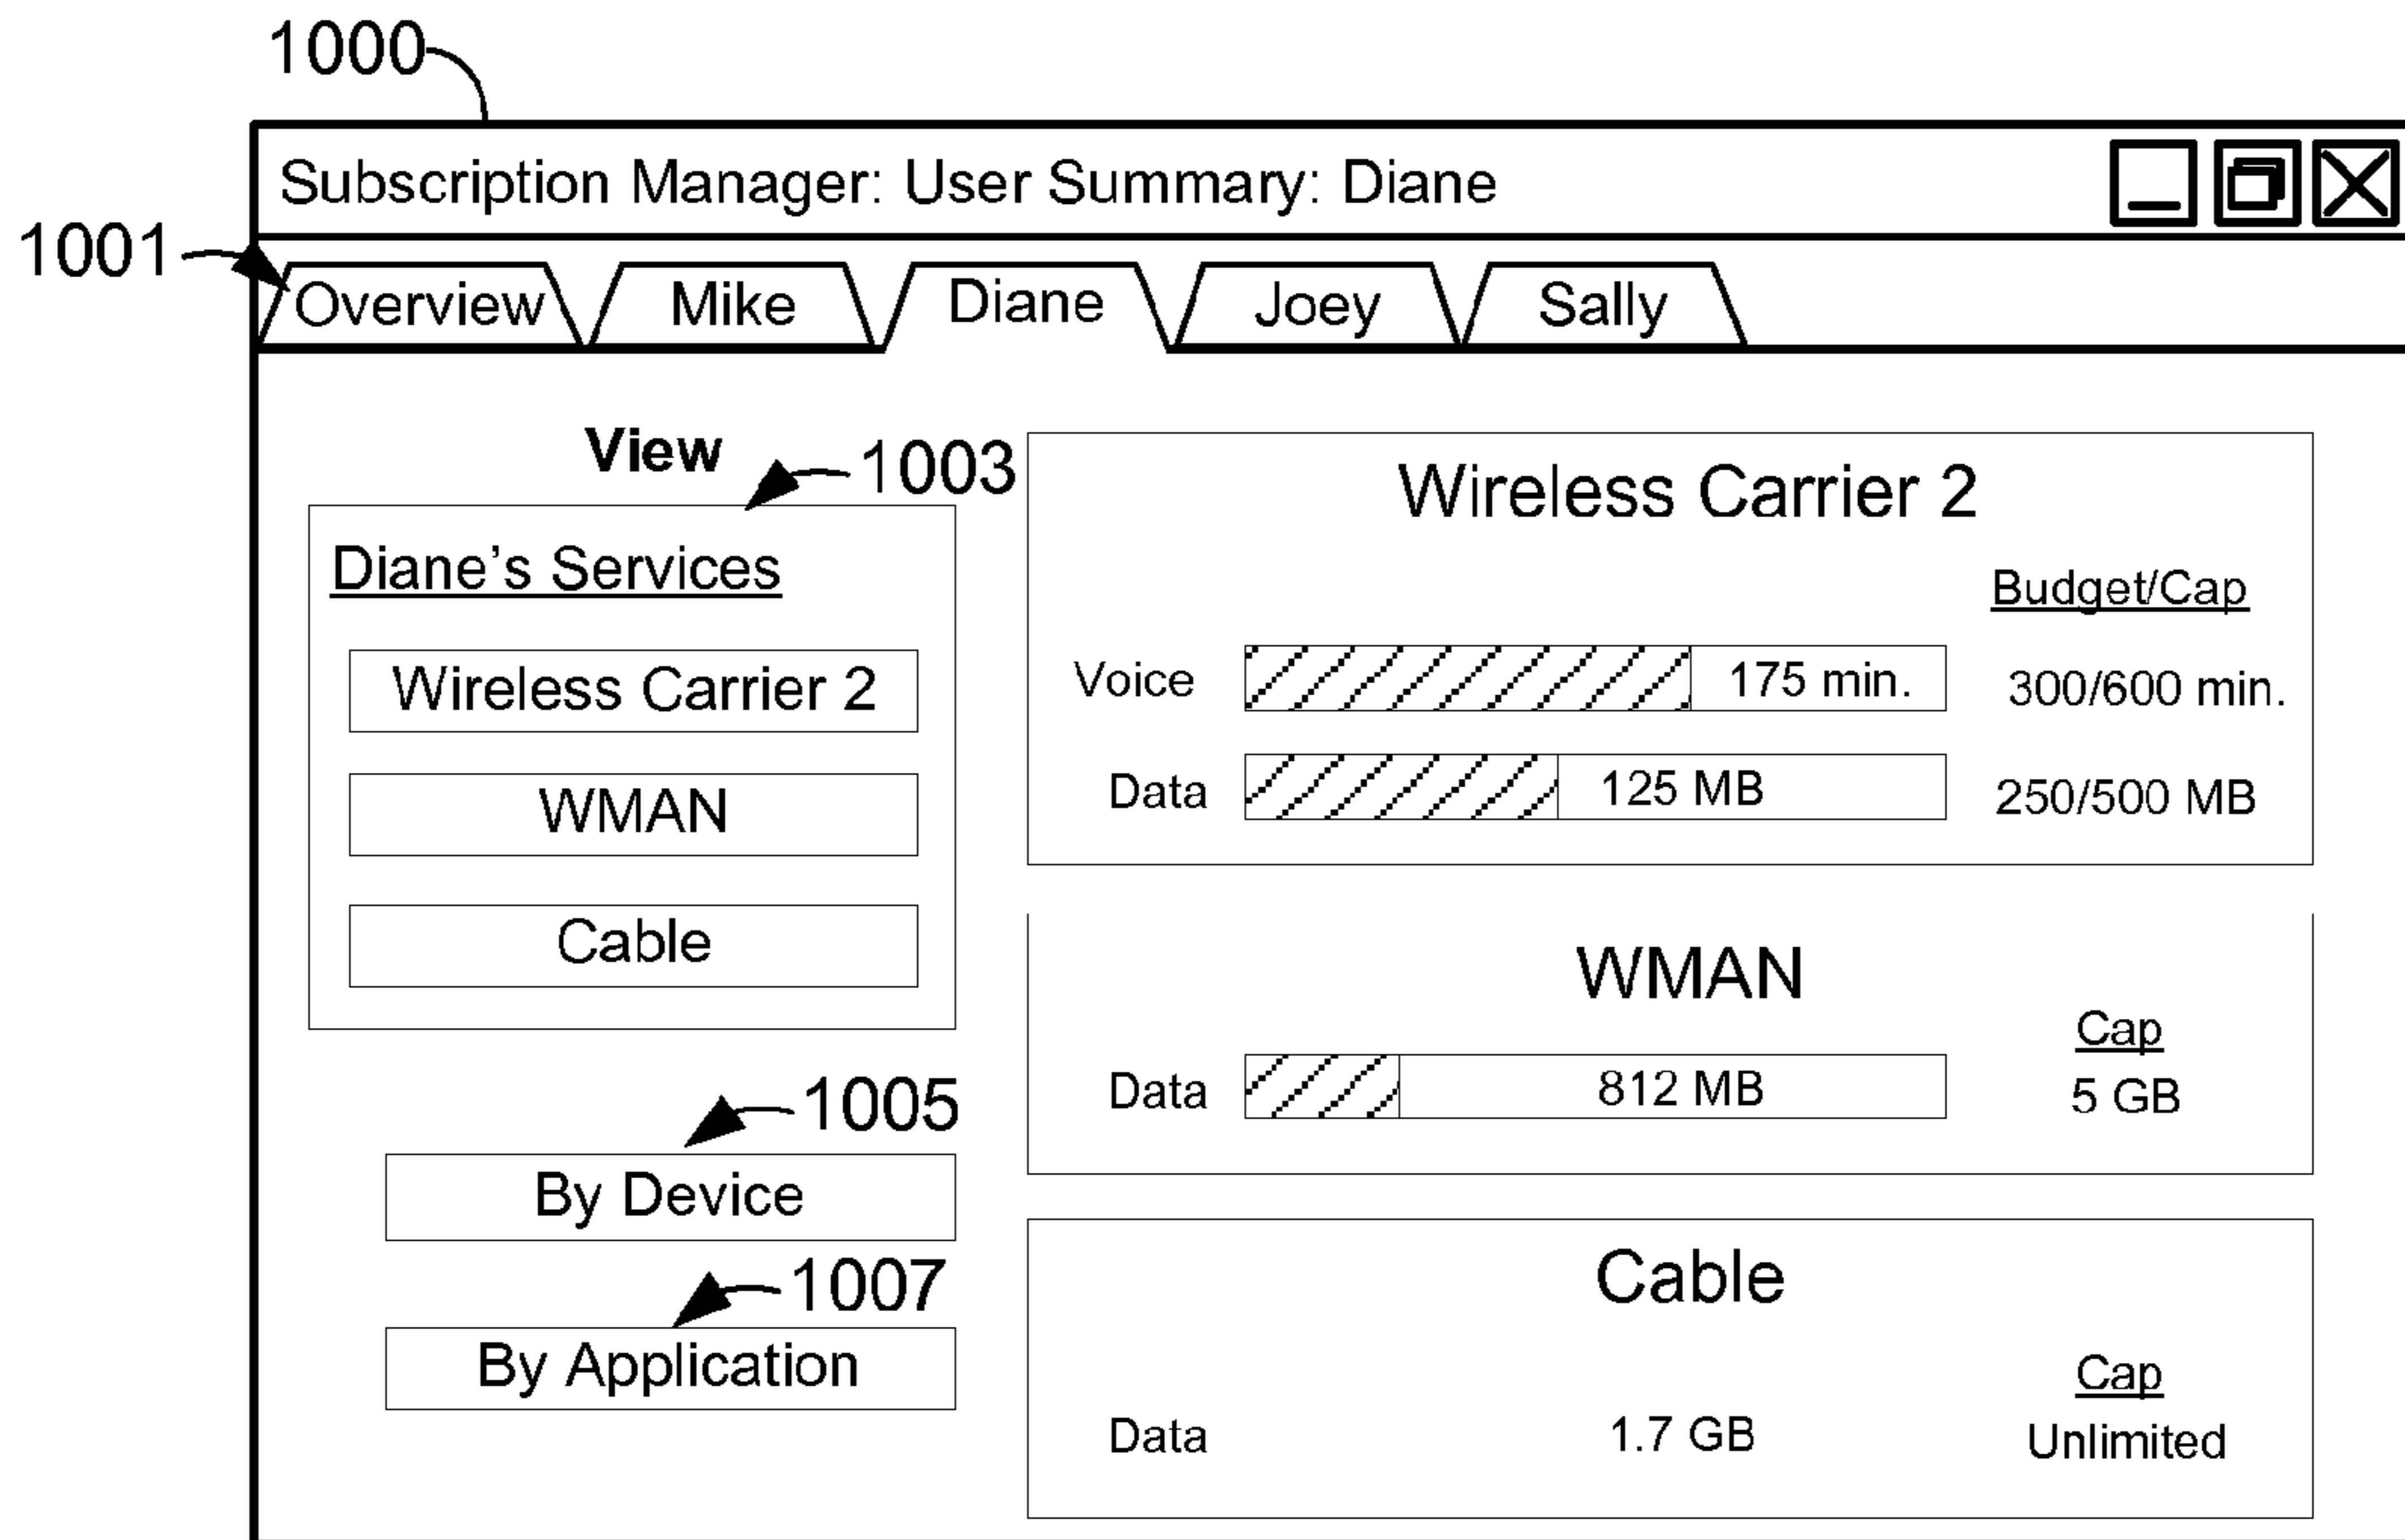 1000
Subscription Manager: User Summary: Diane
1001
Overview Mike Diane Joey Sally
View
1003
Diane's Services
Wireless Carrier 2
WMAN
Cable
1005
By Device
1007
By Application
Wireless Carrier 2
Budget/Cap
Voice 175 min. 300/600 min.
Data 125 MB 250/500 MB
WMAN
Cap
Data 812 MB 5 GB
Cable
Cap
Data 1.7 GB Unlimited